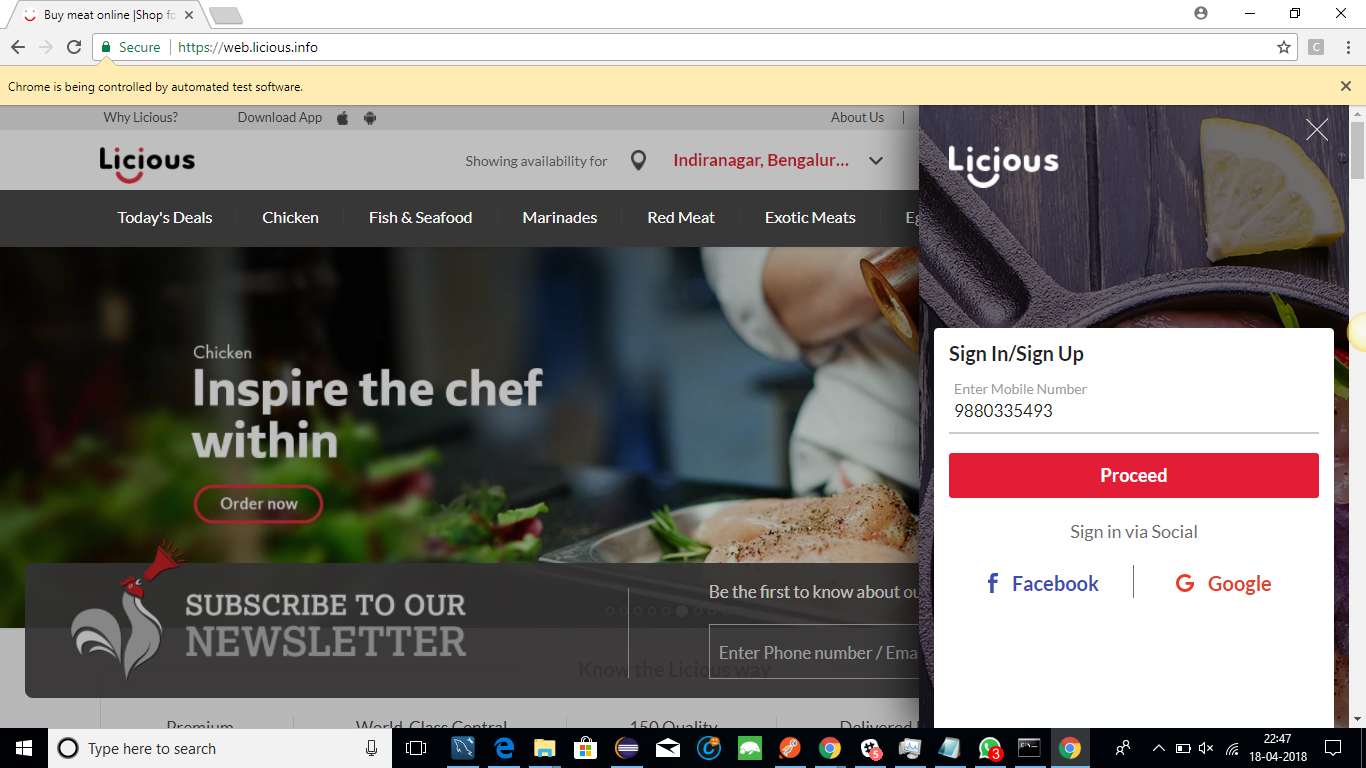 Buy meat online |Shop fo
Secure https://web.licious.info
C
Chrome is being controlled by automated test software.
Why Licious? Download App About Us
Licious
Showing availability for Indiranagar, Bengalur...
Licious
Today's Deals Chicken Fish & Seafood Marinades Red Meat Exotic Meats Eg
Chicken
Inspire the chef
within
Order now
Sign In/Sign Up
Enter Mobile Number
9880335493
Proceed
Sign in via Social
Facebook Google
SUBSCRIBE TO OUR
NEWSLETTER
Be the first to know about ou
Enter Phone number / Ema
Know the Licious way
Premium World-Class Central 150 Quality Delivered
Type here to search
5
3
22:47
18-04-2018